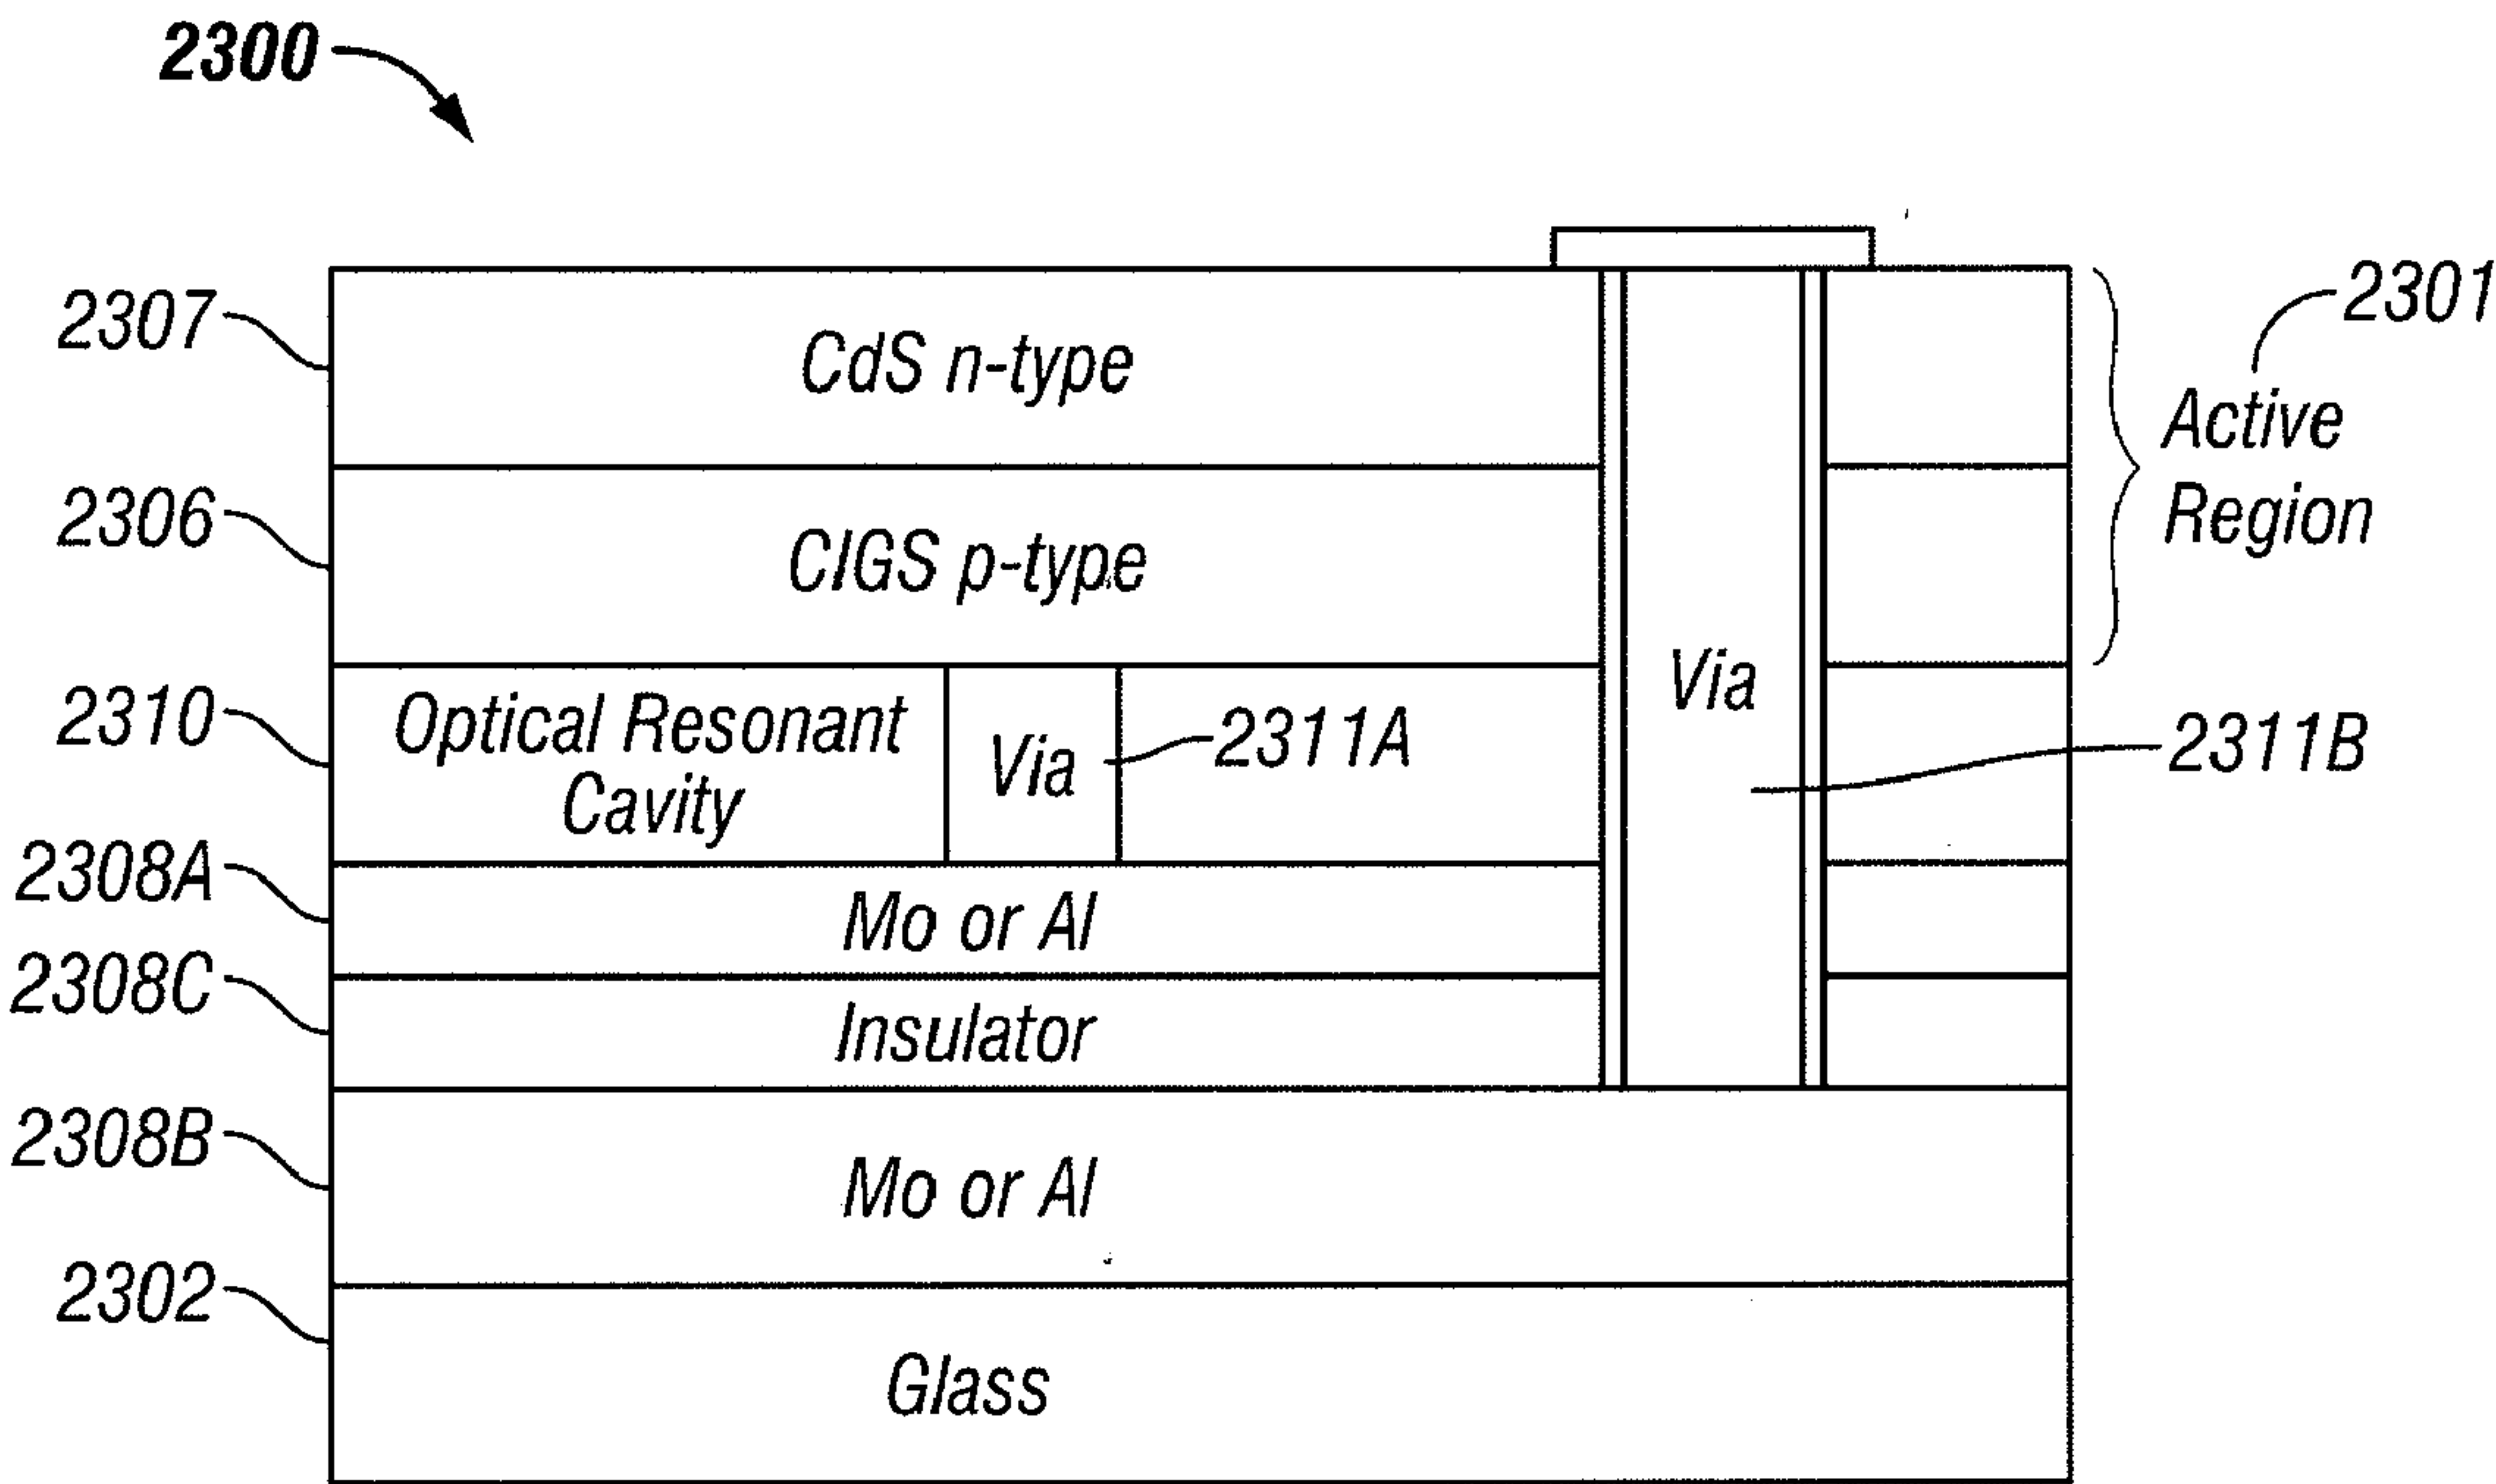 2300
2307
CdS n-type
2301
Active
Region
2306
CIGS p-type
2310
Optical Resonant
Cavity
Via
2311A
Via
2311B
2308A
Mo or Al
2308C
Insulator
2308B
Mo or Al
2302
Glass